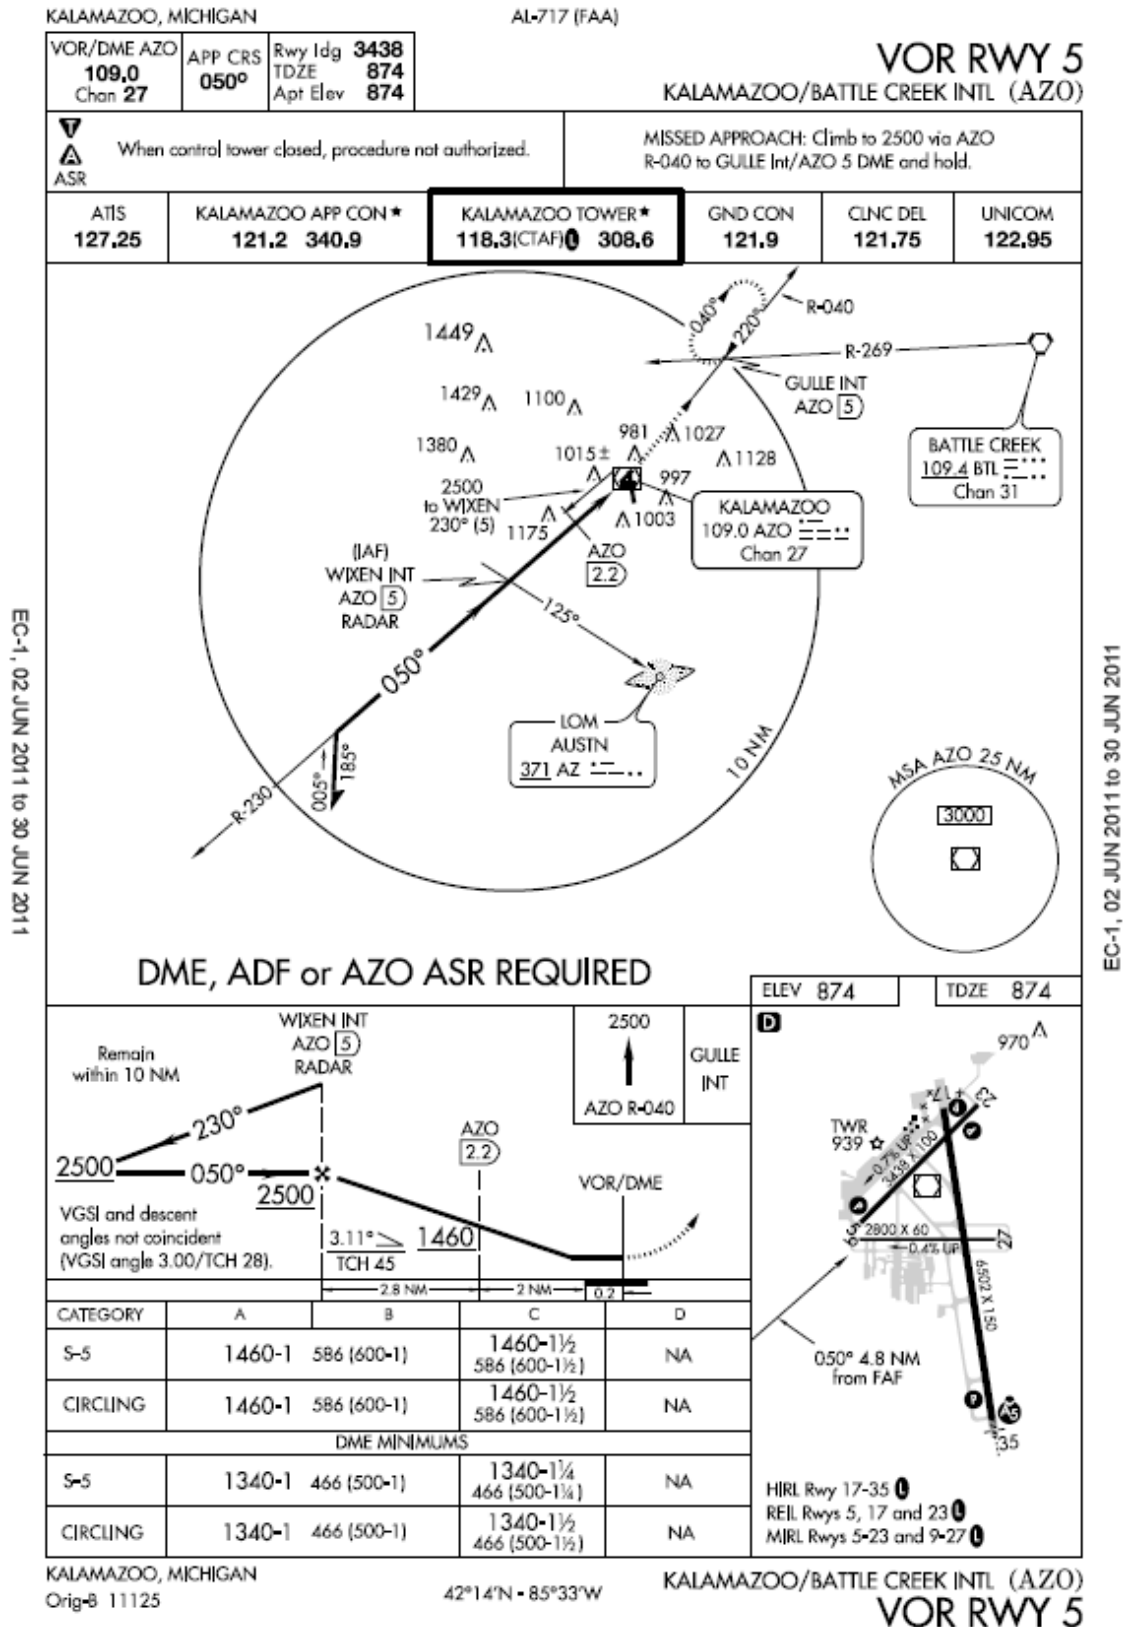 KALAMAZOO, MICHIGAN
AL-717 (FAA)
VOR/DME AZO
109.0
Chan 27
APP CRS
050°
Rwy ldg 3438
TDZE 874
Apt Elev 874
VOR RWY 5
KALAMAZOO/BATTLE CREEK INTL (AZO)
T
A
ASR
When control tower closed, procedure not authorized.
MISSED APPROACH: Climb to 2500 via AZO
R-040 to GULLE Int/AZO 5 DME and hold.
ATIS
127.25
KALAMAZOO APP CON ★
121.2 340.9
KALAMAZOO TOWER ★
118.3(CTAF) L 308.6
GND CON
121.9
CLNC DEL
121.75
UNICOM
122.95
1449
1429
1100
1380
981
1027
1015 ±
1128
997
1003
1175
040°
220°
R-040
R-269
GULLE INT
AZO 5
BATTLE CREEK
109.4 BTL
Chan 31
2500
to WIXEN
230° (5)
KALAMAZOO
109.0 AZO
Chan 27
AZO
2.2
(IAF)
WIXEN INT
AZO 5
RADAR
125°
050°
LOM
AUSTN
371 AZ
10 NM
005°
185°
R-230
MSA AZO 25 NM
3000
EC-1, 02 JUN 2011 to 30 JUN 2011
EC-1, 02 JUN 2011 to 30 JUN 2011
DME, ADF or AZO ASR REQUIRED
ELEV 874
TDZE 874
Remain
within 10 NM
WIXEN INT
AZO 5
RADAR
2500
AZO R-040
GULLE
INT
230°
2500
050°
2500
AZO
2.2
VOR/DME
VGSI and descent
angles not coincident
(VGSI angle 3.00/TCH 28).
3.11°
TCH 45
1460
2.8 NM
2 NM
0.2
D
970
TWR
939
17
23
0.7% UP
3438 X 100
5
9
2800 X 60
0.4% UP
27
6502 X 150
P
A5
35
050° 4.8 NM
from FAF
HIRL Rwy 17-35 L
REIL Rwys 5, 17 and 23 L
MIRL Rwys 5-23 and 9-27 L
CATEGORY A B C D
S-5 1460-1 586 (600-1) 1460-1½ 586 (600-1½) NA
CIRCLING 1460-1 586 (600-1) 1460-1½ 586 (600-1½) NA
DME MINIMUMS
S-5 1340-1 466 (500-1) 1340-1¼ 466 (500-1¼) NA
CIRCLING 1340-1 466 (500-1) 1340-1½ 466 (500-1½) NA
KALAMAZOO, MICHIGAN
Orig-B 11125
42°14'N - 85°33'W
KALAMAZOO/BATTLE CREEK INTL (AZO)
VOR RWY 5